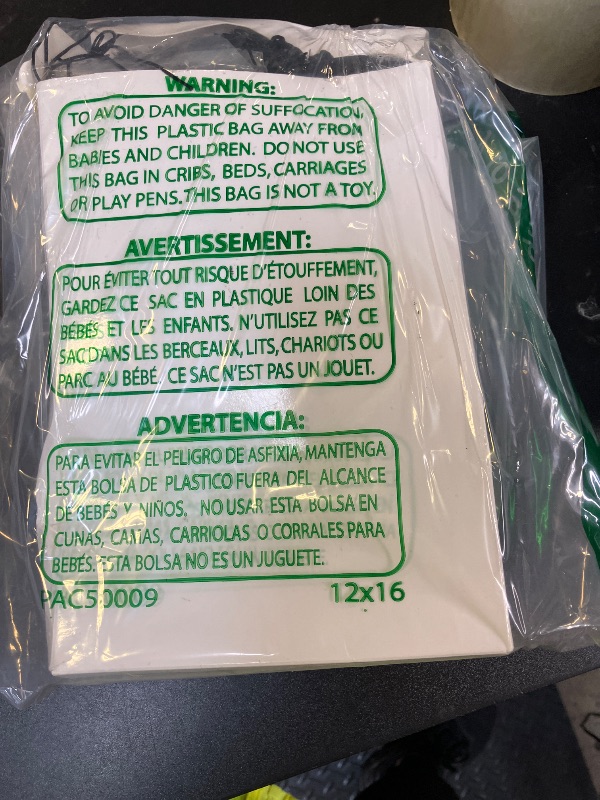 WARNING:
TO AVOID DANGER OF SUFFOCATION,
KEEP THIS PLASTIC BAG AWAY FROM
BABIES AND CHILDREN. DO NOT USE
THIS BAG IN CRIBS, BEDS, CARRIAGES
OR PLAY PENS. THIS BAG IS NOT A TOY.
AVERTISSEMENT:
POUR ÉVITER TOUT RISQUE D'ÉTOUFFEMENT,
GARDEZ CE SAC EN PLASTIQUE LOIN DES
BÉBÉS ET LES ENFANTS. N'UTILISEZ PAS CE
SAC DANS LES BERCEAUX, LITS, CHARIOTS OU
PARC AU BÉBÉ. CE SAC N'EST PAS UN JOUET.
ADVERTENCIA:
PARA EVITAR EL PELIGRO DE ASFIXIA, MANTENGA
ESTA BOLSA DE PLASTICO FUERA DEL ALCANCE
DE BEBÉS Y NIÑOS, NO USAR ESTA BOLSA EN
CUNAS, CAMAS, CARRIOLAS O CORRALES PARA
BEBÉS. ESTA BOLSA NO ES UN JUGUETE.
PAC50009 12x16